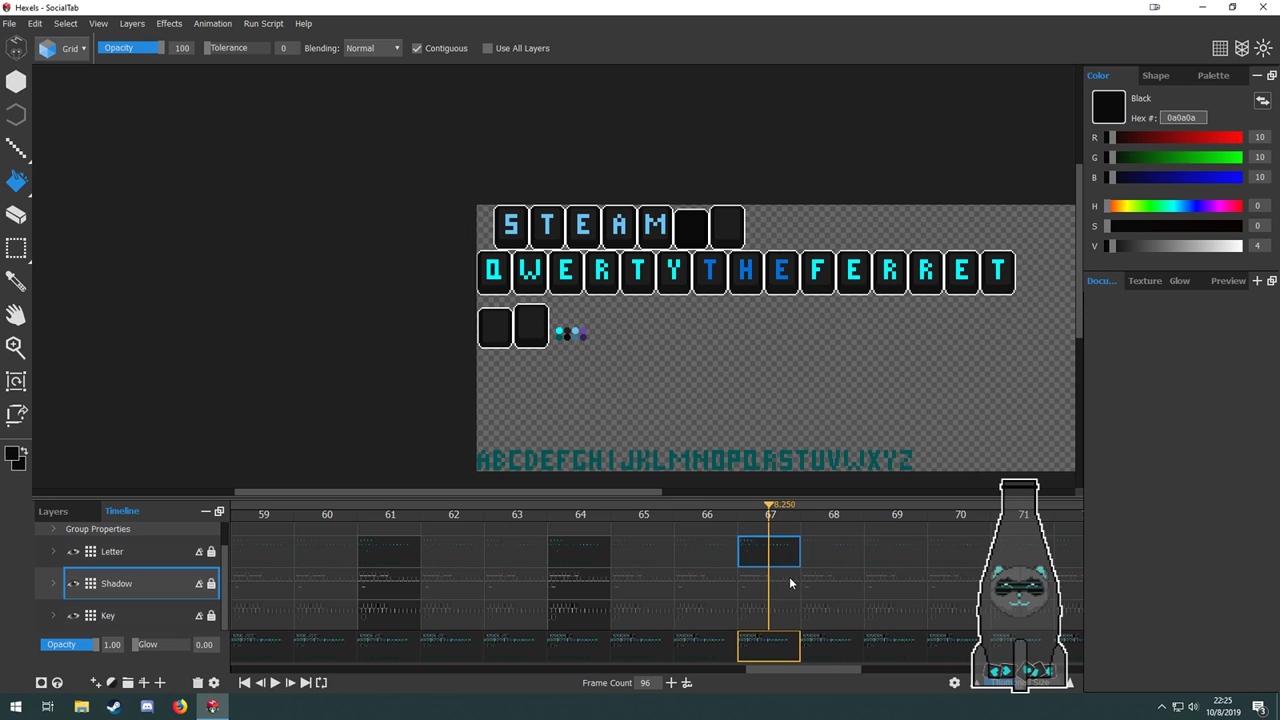 Hexels - SocialTab
File Edit Select View Layers Effects Animation Run Script Help
Grid Opacity 100 Tolerance 0 Blending: Normal Contiguous Use All Layers
Color Shape Palette
Black
Hex #: 0a0a0a
R 10
G 10
B 10
H 0
S 0
V 4
Docu... Texture Glow Preview
STEAM
QWERTYTHEFERRET
ABCDEFGHIJKLMNOPQRSTUVWXYZ
Layers Timeline
8.250
59 60 61 62 63 64 65 66 67 68 69 70 71
Group Properties
Letter
Shadow
Key
Opacity 1.00 Glow 0.00
Frame Count 96
Size
22:25
10/8/2019
3